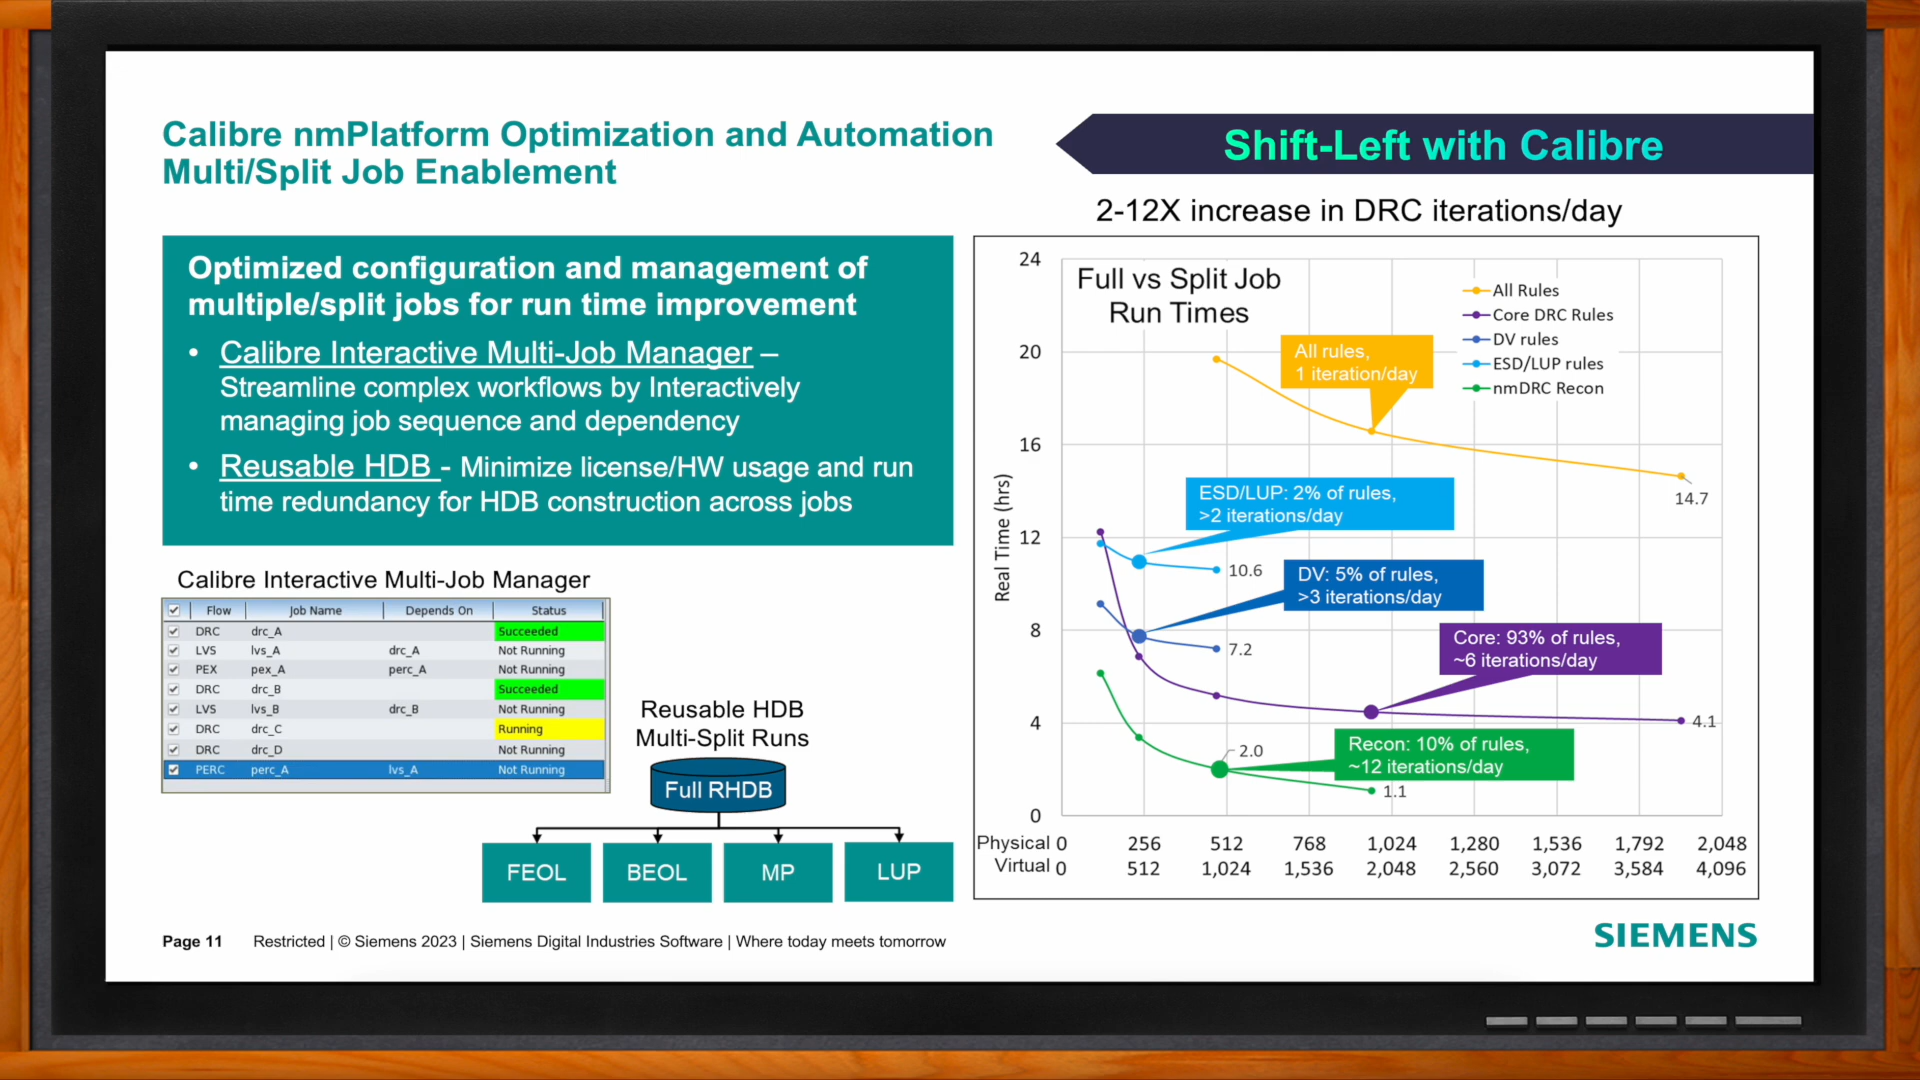 Calibre nmPlatform Optimization and Automation
Multi/Split Job Enablement
Shift-Left with Calibre
2-12X increase in DRC iterations/day
Optimized configuration and management of
multiple/split jobs for run time improvement
• Calibre Interactive Multi-Job Manager –
Streamline complex workflows by Interactively
managing job sequence and dependency
• Reusable HDB - Minimize license/HW usage and run
time redundancy for HDB construction across jobs
Calibre Interactive Multi-Job Manager
Flow Job Name Depends On Status
DRC drc_A Succeeded
LVS lvs_A drc_A Not Running
PEX pex_A perc_A Not Running
DRC drc_B Succeeded
LVS lvs_B drc_B Not Running
DRC drc_C Running
DRC drc_D Not Running
PERC perc_A lvs_A Not Running
Reusable HDB
Multi-Split Runs
Full RHDB
FEOL BEOL MP LUP
Full vs Split Job
Run Times
All Rules
Core DRC Rules
DV rules
ESD/LUP rules
nmDRC Recon
All rules,
1 iteration/day
14.7
ESD/LUP: 2% of rules,
>2 iterations/day
10.6
DV: 5% of rules,
>3 iterations/day
7.2
Core: 93% of rules,
~6 iterations/day
4.1
2.0
Recon: 10% of rules,
~12 iterations/day
1.1
Real Time (hrs)
24
20
16
12
8
4
0
Physical 0 256 512 768 1,024 1,280 1,536 1,792 2,048
Virtual 0 512 1,024 1,536 2,048 2,560 3,072 3,584 4,096
Page 11 Restricted | © Siemens 2023 | Siemens Digital Industries Software | Where today meets tomorrow
SIEMENS